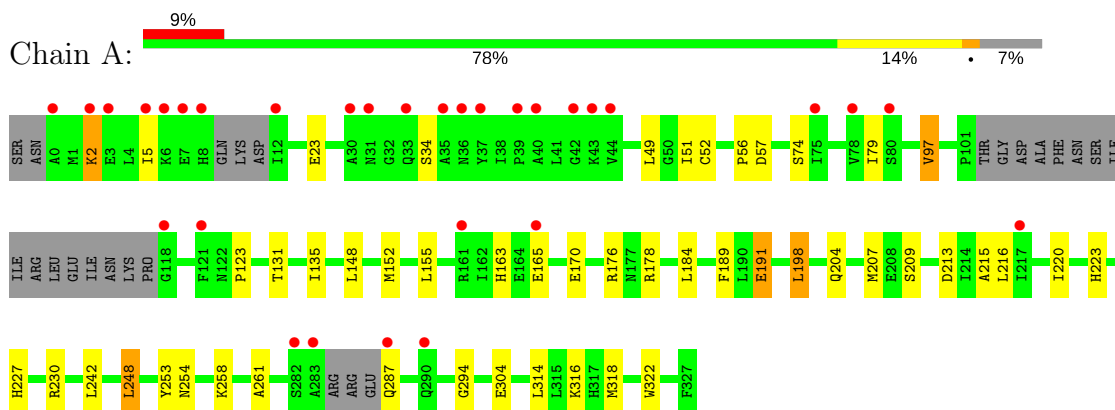 9%
Chain A:
78% 14% • 7%
SER ASN A0 M1 K2 E3 L4 I5 K6 E7 H8 GLN LYS ASP I12 E23 A30 N31 G32 Q33 S34 A35 N36 Y37 I38 P39 A40 L41 G42 K43 V44 L49 G50 I51 C52 P56 D57 S74 I75 V78 I79 S80 V97 P101 THR GLY ASP ALA PHE ASN SER ILE
ILE ARG LEU GLU ILE ASN LYS PRO G118 F121 N122 P123 T131 I135 L148 M152 L155 R161 I162 H163 E164 E165 E170 R176 N177 R178 L184 F189 L190 E191 L198 Q204 M207 E208 S209 D213 I214 A215 L216 I217 I220 H223
H227 R230 L242 L248 Y253 N254 K258 A261 S282 A283 ARG ARG GLU Q287 Q290 G294 E304 L314 L315 K316 H317 M318 W322 F327